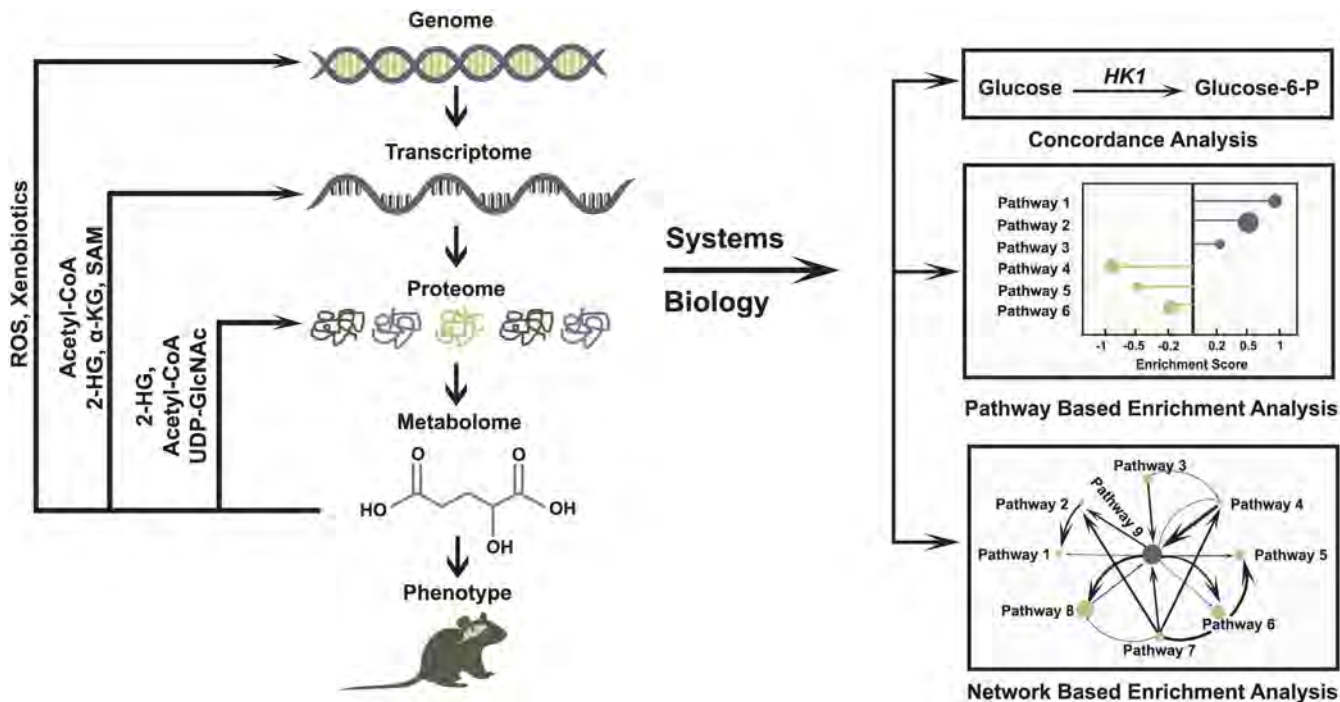 Genome
Transcriptome
Proteome
Metabolome
O
O
HO
OH
OH
Phenotype
ROS, Xenobiotics
Acetyl-CoA
2-HG, α-KG, SAM
2-HG,
Acetyl-CoA
UDP-GlcNAc
Systems
Biology
HK1
Glucose
Glucose-6-P
Concordance Analysis
Pathway 1
Pathway 2
Pathway 3
Pathway 4
Pathway 5
Pathway 6
-1 -0.5 -0.2 0.2 0.5 1
Enrichment Score
Pathway Based Enrichment Analysis
Pathway 3
Pathway 2
Pathway 9
Pathway 4
Pathway 1
Pathway 5
Pathway 8
Pathway 6
Pathway 7
Network Based Enrichment Analysis